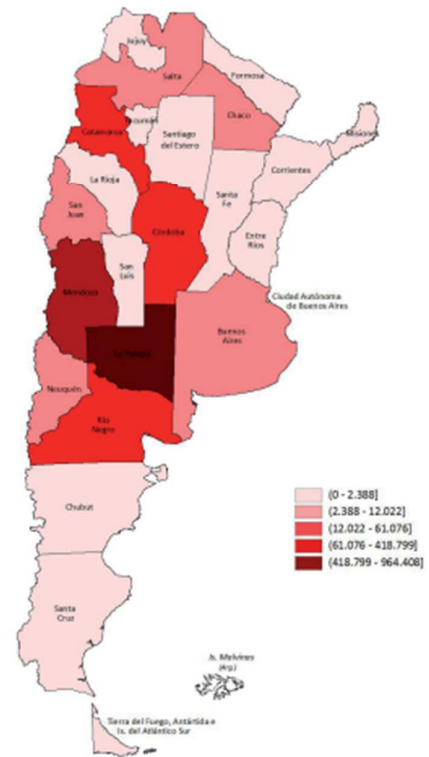 Jujuy
Salta
Formosa
Catamarca
Tucumán
Chaco
Misiones
Santiago
del Estero
Corrientes
La Rioja
Santa
Fe
San
Juan
Córdoba
Entre
Ríos
San
Luis
Mendoza
Ciudad Autónoma
de Buenos Aires
Buenos
Aires
La Pampa
Neuquén
Río
Negro
Chubut
(0 - 2.388]
(2.388 - 12.022]
(12.022 - 61.076]
(61.076 - 418.799]
(418.799 - 964.408]
Santa
Cruz
Is. Malvinas
(Arg.)
Tierra del Fuego, Antártida e
Is. del Atlántico Sur